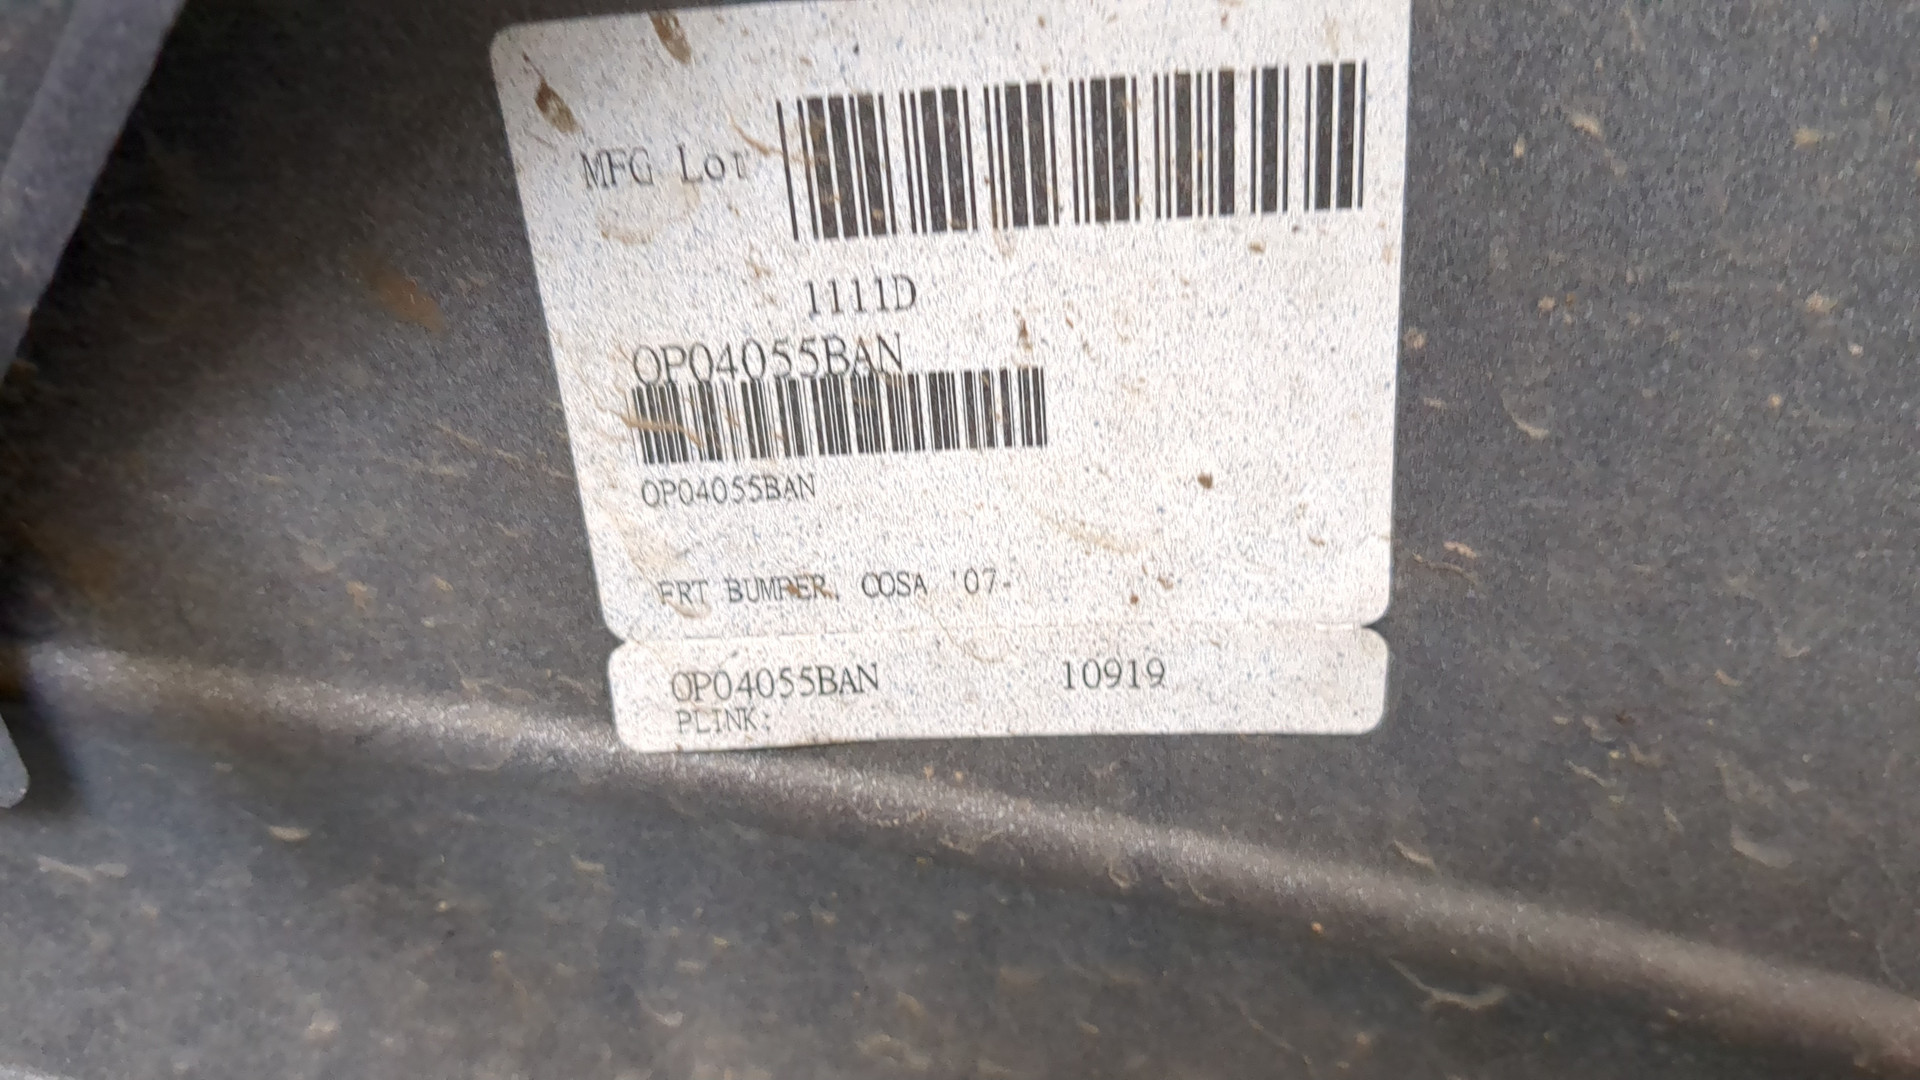 MFG Lot
1111D
OP04055BAN
OP04055BAN
FRT BUMPER, COSA '07-
OP04055BAN 10919
PLINK: